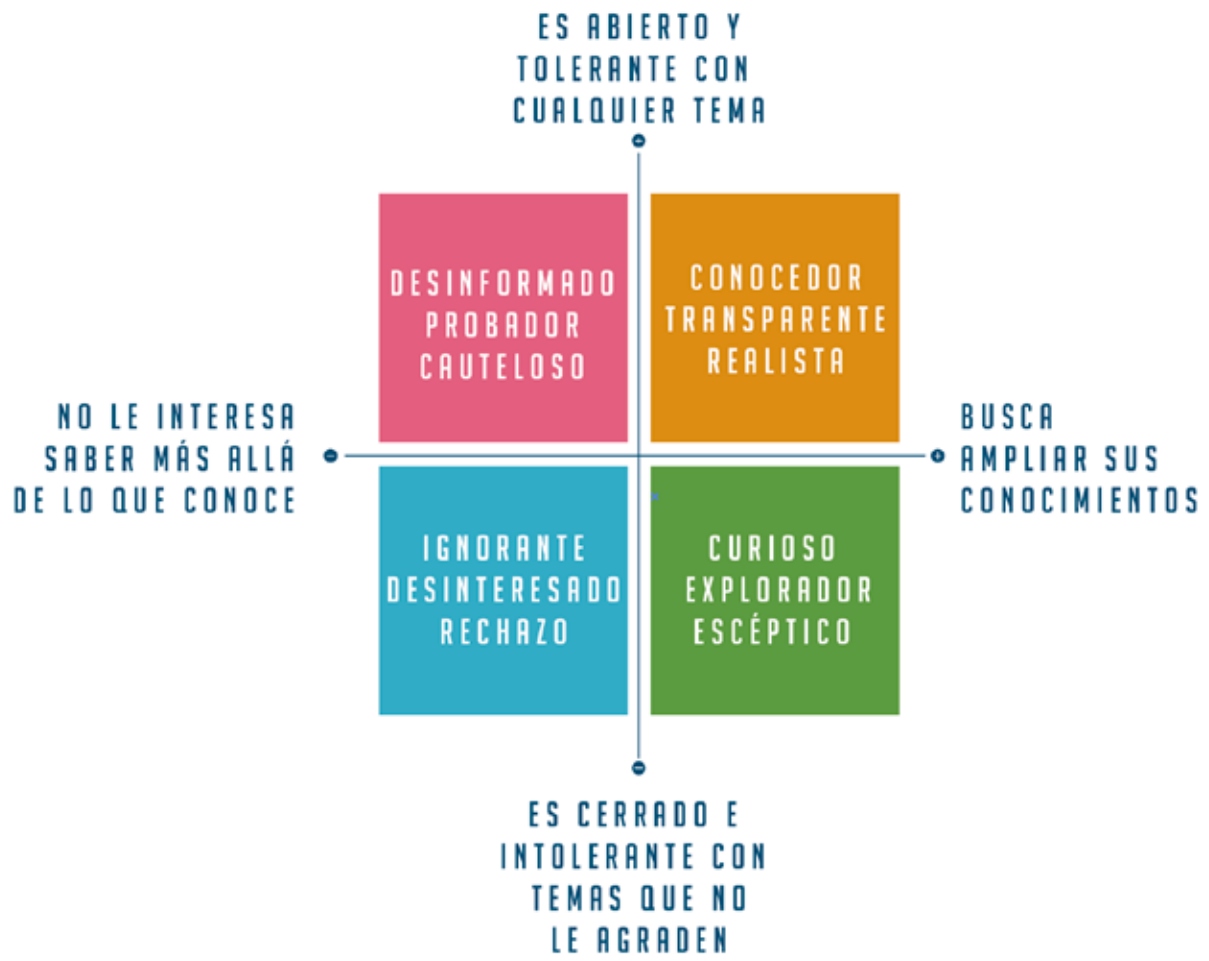 ES ABIERTO Y
TOLERANTE CON
CUALQUIER TEMA
DESINFORMADO
PROBADOR
CAUTELOSO
CONOCEDOR
TRANSPARENTE
REALISTA
NO LE INTERESA
SABER MÁS ALLÁ
DE LO QUE CONOCE
BUSCA
AMPLIAR SUS
CONOCIMIENTOS
IGNORANTE
DESINTERESADO
RECHAZO
CURIOSO
EXPLORADOR
ESCÉPTICO
ES CERRADO E
INTOLERANTE CON
TEMAS QUE NO
LE AGRADEN